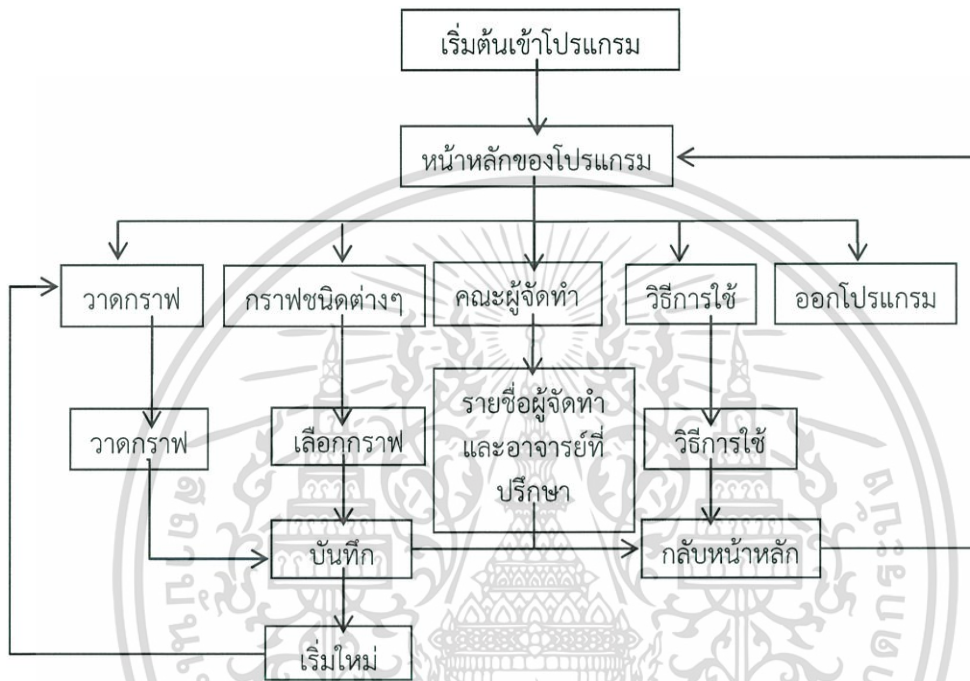 เริ่มต้นเข้าโปรแกรม
หน้าหลักของโปรแกรม
วาดกราฟ
กราฟชนิดต่างๆ
คณะผู้จัดทำ
วิธีการใช้
ออกโปรแกรม
วาดกราฟ
เลือกกราฟ
รายชื่อผู้จัดทำ
และอาจารย์ที่
ปรึกษา
วิธีการใช้
บันทึก
กลับหน้าหลัก
เริ่มใหม่